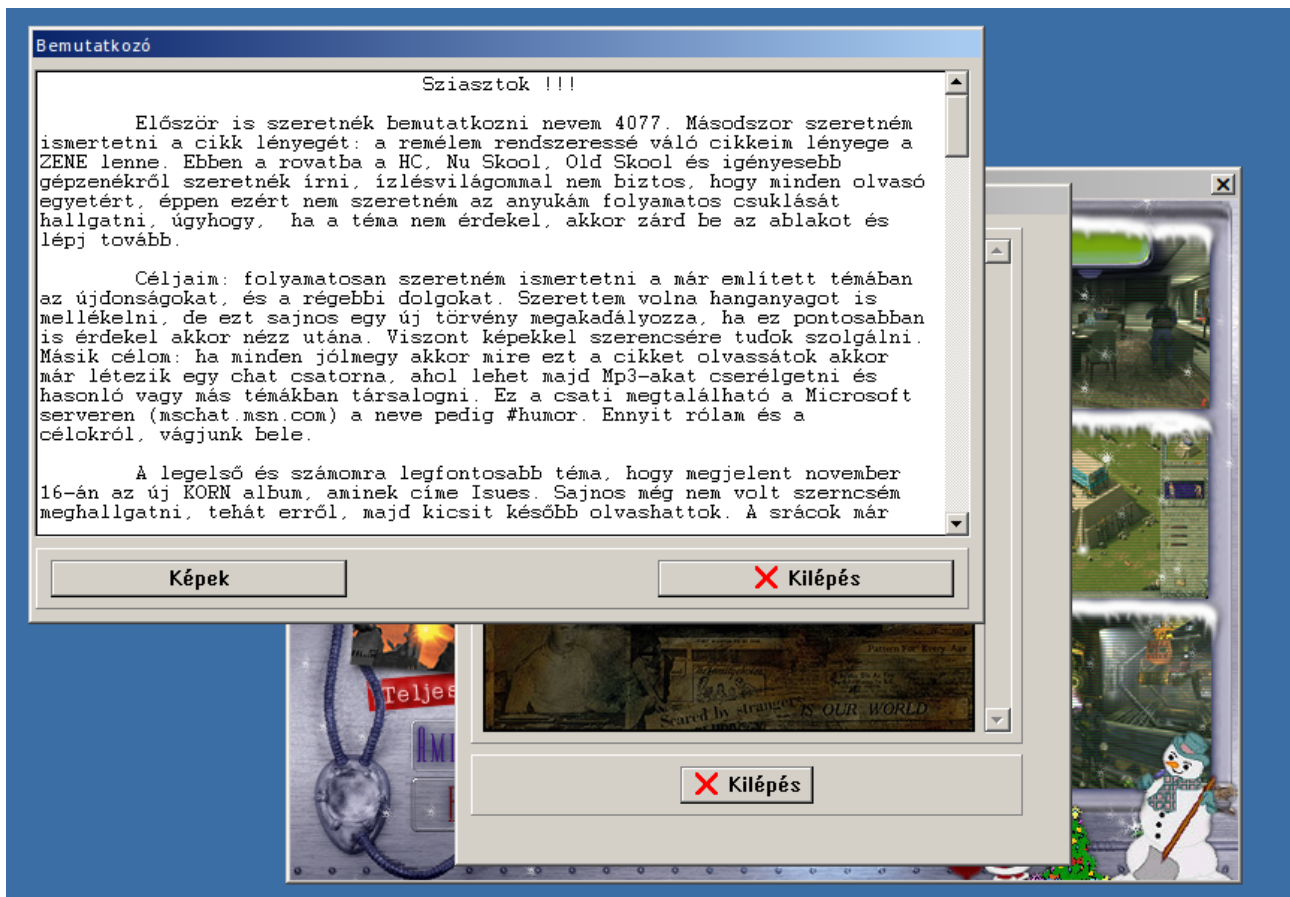 Bemutatkozó
Sziasztok !!!
Először is szeretnék bemutatkozni nevem 4077. Másodszor szeretném
ismertetni a cikk lényegét: a remélem rendszeressé váló cikkeim lényege a
ZENE lenne. Ebben a rovatba a HC, Nu Skool, Old Skool és igényesebb
gépzenékről szeretnék írni, ízlésvilágommal nem biztos, hogy minden olvasó
egyetért, éppen ezért nem szeretném az anyukám folyamatos csuklását
hallgatni, úgyhogy,  ha a téma nem érdekel, akkor zárd be az ablakot és
lépj tovább.
Céljaim: folyamatosan szeretném ismertetni a már említett témában
az újdonságokat, és a régebbi dolgokat. Szerettem volna hanganyagot is
mellékelni, de ezt sajnos egy új törvény megakadályozza, ha ez pontosabban
is érdekel akkor nézz utána. Viszont képekkel szerencsére tudok szolgálni.
Másik célom: ha minden jólmegy akkor mire ezt a cikket olvassátok akkor
már létezik egy chat csatorna, ahol lehet majd Mp3-akat cserélgetni és
hasonló vagy más témákban társalogni. Ez a csati megtalálható a Microsoft
serveren (mschat.msn.com) a neve pedig #humor. Ennyit rólam és a
célokról, vágjunk bele.
A legelső és számomra legfontosabb téma, hogy megjelent november
16-án az új KORN album, aminek címe Isues. Sajnos még nem volt szerncsém
meghallgatni, tehát erről, majd kicsit később olvashattok. A srácok már
Képek
Kilépés
Pattern For Every Age
Teljes
Scared by strangers
IS OUR WORLD
AMI
Kilépés